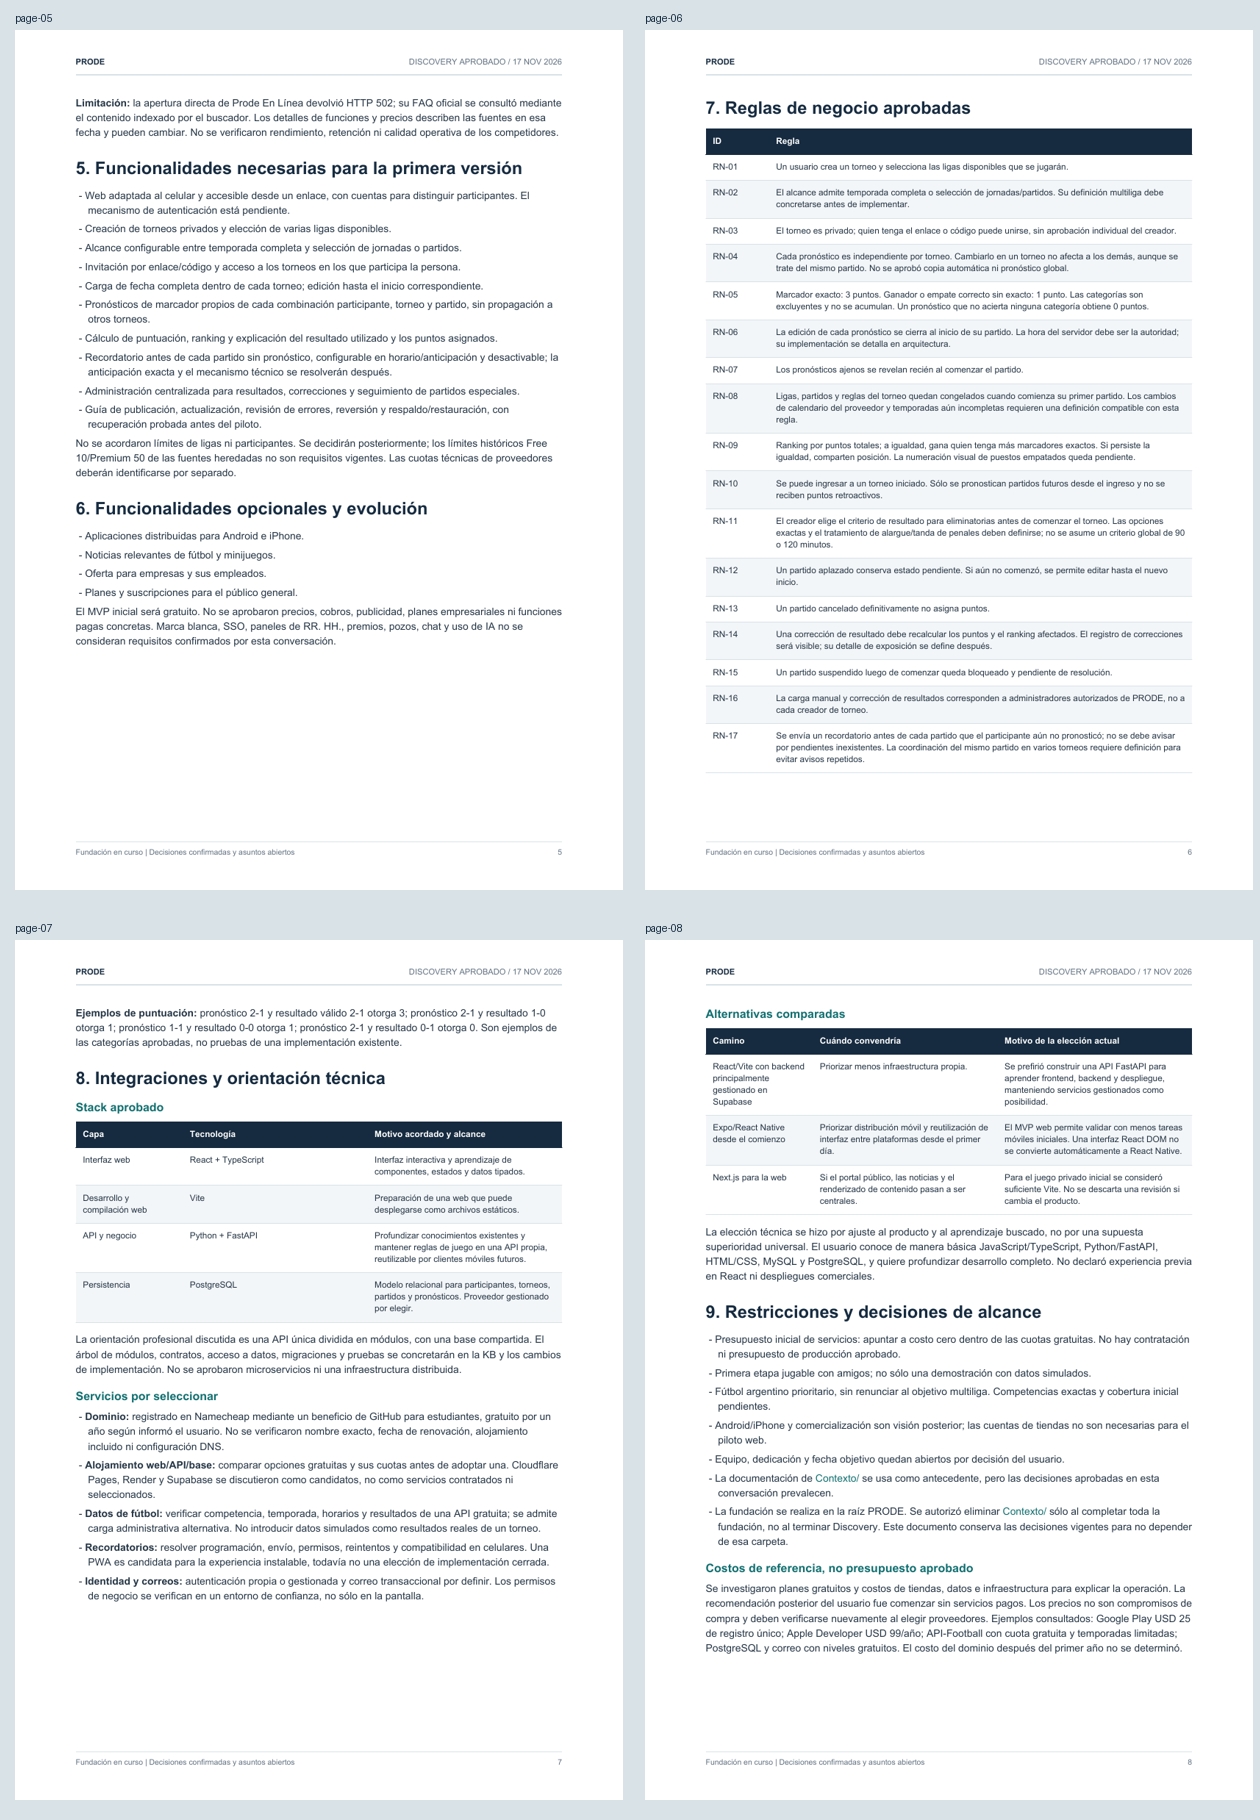 page-05
PRODE
DISCOVERY APROBADO / 17 NOV 2026
Limitación: la apertura directa de Prode En Línea devolvió HTTP 502; su FAQ oficial se consultó mediante
el contenido indexado por el buscador. Los detalles de funciones y precios describen las fuentes en esa
fecha y pueden cambiar. No se verificaron rendimiento, retención ni calidad operativa de los competidores.
5. Funcionalidades necesarias para la primera versión
- Web adaptada al celular y accesible desde un enlace, con cuentas para distinguir participantes. El
mecanismo de autenticación está pendiente.
- Creación de torneos privados y elección de varias ligas disponibles.
- Alcance configurable entre temporada completa y selección de jornadas o partidos.
- Invitación por enlace/código y acceso a los torneos en los que participa la persona.
- Carga de fecha completa dentro de cada torneo; edición hasta el inicio correspondiente.
- Pronósticos de marcador propios de cada combinación participante, torneo y partido, sin propagación a
otros torneos.
- Cálculo de puntuación, ranking y explicación del resultado utilizado y los puntos asignados.
- Recordatorio antes de cada partido sin pronóstico, configurable en horario/anticipación y desactivable; la
anticipación exacta y el mecanismo técnico se resolverán después.
- Administración centralizada para resultados, correcciones y seguimiento de partidos especiales.
- Guía de publicación, actualización, revisión de errores, reversión y respaldo/restauración, con
recuperación probada antes del piloto.
No se acordaron límites de ligas ni participantes. Se decidirán posteriormente; los límites históricos Free
10/Premium 50 de las fuentes heredadas no son requisitos vigentes. Las cuotas técnicas de proveedores
deberán identificarse por separado.
6. Funcionalidades opcionales y evolución
- Aplicaciones distribuidas para Android e iPhone.
- Noticias relevantes de fútbol y minijuegos.
- Oferta para empresas y sus empleados.
- Planes y suscripciones para el público general.
El MVP inicial será gratuito. No se aprobaron precios, cobros, publicidad, planes empresariales ni funciones
pagas concretas. Marca blanca, SSO, paneles de RR. HH., premios, pozos, chat y uso de IA no se
consideran requisitos confirmados por esta conversación.
Fundación en curso | Decisiones confirmadas y asuntos abiertos
5
page-06
PRODE
DISCOVERY APROBADO / 17 NOV 2026
7. Reglas de negocio aprobadas
ID
Regla
RN-01
Un usuario crea un torneo y selecciona las ligas disponibles que se jugarán.
RN-02
El alcance admite temporada completa o selección de jornadas/partidos. Su definición multiliga debe
concretarse antes de implementar.
RN-03
El torneo es privado; quien tenga el enlace o código puede unirse, sin aprobación individual del creador.
RN-04
Cada pronóstico es independiente por torneo. Cambiarlo en un torneo no afecta a los demás, aunque se
trate del mismo partido. No se aprobó copia automática ni pronóstico global.
RN-05
Marcador exacto: 3 puntos. Ganador o empate correcto sin exacto: 1 punto. Las categorías son
excluyentes y no se acumulan. Un pronóstico que no acierta ninguna categoría obtiene 0 puntos.
RN-06
La edición de cada pronóstico se cierra al inicio de su partido. La hora del servidor debe ser la autoridad;
su implementación se detalla en arquitectura.
RN-07
Los pronósticos ajenos se revelan recién al comenzar el partido.
RN-08
Ligas, partidos y reglas del torneo quedan congelados cuando comienza su primer partido. Los cambios
de calendario del proveedor y temporadas aún incompletas requieren una definición compatible con esta
regla.
RN-09
Ranking por puntos totales; a igualdad, gana quien tenga más marcadores exactos. Si persiste la
igualdad, comparten posición. La numeración visual de puestos empatados queda pendiente.
RN-10
Se puede ingresar a un torneo iniciado. Sólo se pronostican partidos futuros desde el ingreso y no se
reciben puntos retroactivos.
RN-11
El creador elige el criterio de resultado para eliminatorias antes de comenzar el torneo. Las opciones
exactas y el tratamiento de alargue/tanda de penales deben definirse; no se asume un criterio global de 90
o 120 minutos.
RN-12
Un partido aplazado conserva estado pendiente. Si aún no comenzó, se permite editar hasta el nuevo
inicio.
RN-13
Un partido cancelado definitivamente no asigna puntos.
RN-14
Una corrección de resultado debe recalcular los puntos y el ranking afectados. El registro de correcciones
será visible; su detalle de exposición se define después.
RN-15
Un partido suspendido luego de comenzar queda bloqueado y pendiente de resolución.
RN-16
La carga manual y corrección de resultados corresponden a administradores autorizados de PRODE, no a
cada creador de torneo.
RN-17
Se envía un recordatorio antes de cada partido que el participante aún no pronosticó; no se debe avisar
por pendientes inexistentes. La coordinación del mismo partido en varios torneos requiere definición para
evitar avisos repetidos.
Fundación en curso | Decisiones confirmadas y asuntos abiertos
6
page-07
PRODE
DISCOVERY APROBADO / 17 NOV 2026
Ejemplos de puntuación: pronóstico 2-1 y resultado válido 2-1 otorga 3; pronóstico 2-1 y resultado 1-0
otorga 1; pronóstico 1-1 y resultado 0-0 otorga 1; pronóstico 2-1 y resultado 0-1 otorga 0. Son ejemplos de
las categorías aprobadas, no pruebas de una implementación existente.
8. Integraciones y orientación técnica
Stack aprobado
Capa
Tecnología
Motivo acordado y alcance
Interfaz web
React + TypeScript
Interfaz interactiva y aprendizaje de
componentes, estados y datos tipados.
Desarrollo y
compilación web
Vite
Preparación de una web que puede
desplegarse como archivos estáticos.
API y negocio
Python + FastAPI
Profundizar conocimientos existentes y
mantener reglas de juego en una API propia,
reutilizable por clientes móviles futuros.
Persistencia
PostgreSQL
Modelo relacional para participantes, torneos,
partidos y pronósticos. Proveedor gestionado
por elegir.
La orientación profesional discutida es una API única dividida en módulos, con una base compartida. El
árbol de módulos, contratos, acceso a datos, migraciones y pruebas se concretarán en la KB y los cambios
de implementación. No se aprobaron microservicios ni una infraestructura distribuida.
Servicios por seleccionar
- Dominio: registrado en Namecheap mediante un beneficio de GitHub para estudiantes, gratuito por un
año según informó el usuario. No se verificaron nombre exacto, fecha de renovación, alojamiento
incluido ni configuración DNS.
- Alojamiento web/API/base: comparar opciones gratuitas y sus cuotas antes de adoptar una. Cloudflare
Pages, Render y Supabase se discutieron como candidatos, no como servicios contratados ni
seleccionados.
- Datos de fútbol: verificar competencia, temporada, horarios y resultados de una API gratuita; se admite
carga administrativa alternativa. No introducir datos simulados como resultados reales de un torneo.
- Recordatorios: resolver programación, envío, permisos, reintentos y compatibilidad en celulares. Una
PWA es candidata para la experiencia instalable, todavía no una elección de implementación cerrada.
- Identidad y correos: autenticación propia o gestionada y correo transaccional por definir. Los permisos
de negocio se verifican en un entorno de confianza, no sólo en la pantalla.
Fundación en curso | Decisiones confirmadas y asuntos abiertos
7
page-08
PRODE
DISCOVERY APROBADO / 17 NOV 2026
Alternativas comparadas
Camino
Cuándo convendría
Motivo de la elección actual
React/Vite con backend
principalmente
gestionado en
Supabase
Priorizar menos infraestructura propia.
Se prefirió construir una API FastAPI para
aprender frontend, backend y despliegue,
manteniendo servicios gestionados como
posibilidad.
Expo/React Native
desde el comienzo
Priorizar distribución móvil y reutilización de
interfaz entre plataformas desde el primer
día.
El MVP web permite validar con menos tareas
móviles iniciales. Una interfaz React DOM no
se convierte automáticamente a React Native.
Next.js para la web
Si el portal público, las noticias y el
renderizado de contenido pasan a ser
centrales.
Para el juego privado inicial se consideró
suficiente Vite. No se descarta una revisión si
cambia el producto.
La elección técnica se hizo por ajuste al producto y al aprendizaje buscado, no por una supuesta
superioridad universal. El usuario conoce de manera básica JavaScript/TypeScript, Python/FastAPI,
HTML/CSS, MySQL y PostgreSQL, y quiere profundizar desarrollo completo. No declaró experiencia previa
en React ni despliegues comerciales.
9. Restricciones y decisiones de alcance
- Presupuesto inicial de servicios: apuntar a costo cero dentro de las cuotas gratuitas. No hay contratación
ni presupuesto de producción aprobado.
- Primera etapa jugable con amigos; no sólo una demostración con datos simulados.
- Fútbol argentino prioritario, sin renunciar al objetivo multiliga. Competencias exactas y cobertura inicial
pendientes.
- Android/iPhone y comercialización son visión posterior; las cuentas de tiendas no son necesarias para el
piloto web.
- Equipo, dedicación y fecha objetivo quedan abiertos por decisión del usuario.
- La documentación de Contexto/ se usa como antecedente, pero las decisiones aprobadas en esta
conversación prevalecen.
- La fundación se realiza en la raíz PRODE. Se autorizó eliminar Contexto/ sólo al completar toda la
fundación, no al terminar Discovery. Este documento conserva las decisiones vigentes para no depender
de esa carpeta.
Costos de referencia, no presupuesto aprobado
Se investigaron planes gratuitos y costos de tiendas, datos e infraestructura para explicar la operación. La
recomendación posterior del usuario fue comenzar sin servicios pagos. Los precios no son compromisos de
compra y deben verificarse nuevamente al elegir proveedores. Ejemplos consultados: Google Play USD 25
de registro único; Apple Developer USD 99/año; API-Football con cuota gratuita y temporadas limitadas;
PostgreSQL y correo con niveles gratuitos. El costo del dominio después del primer año no se determinó.
Fundación en curso | Decisiones confirmadas y asuntos abiertos
8